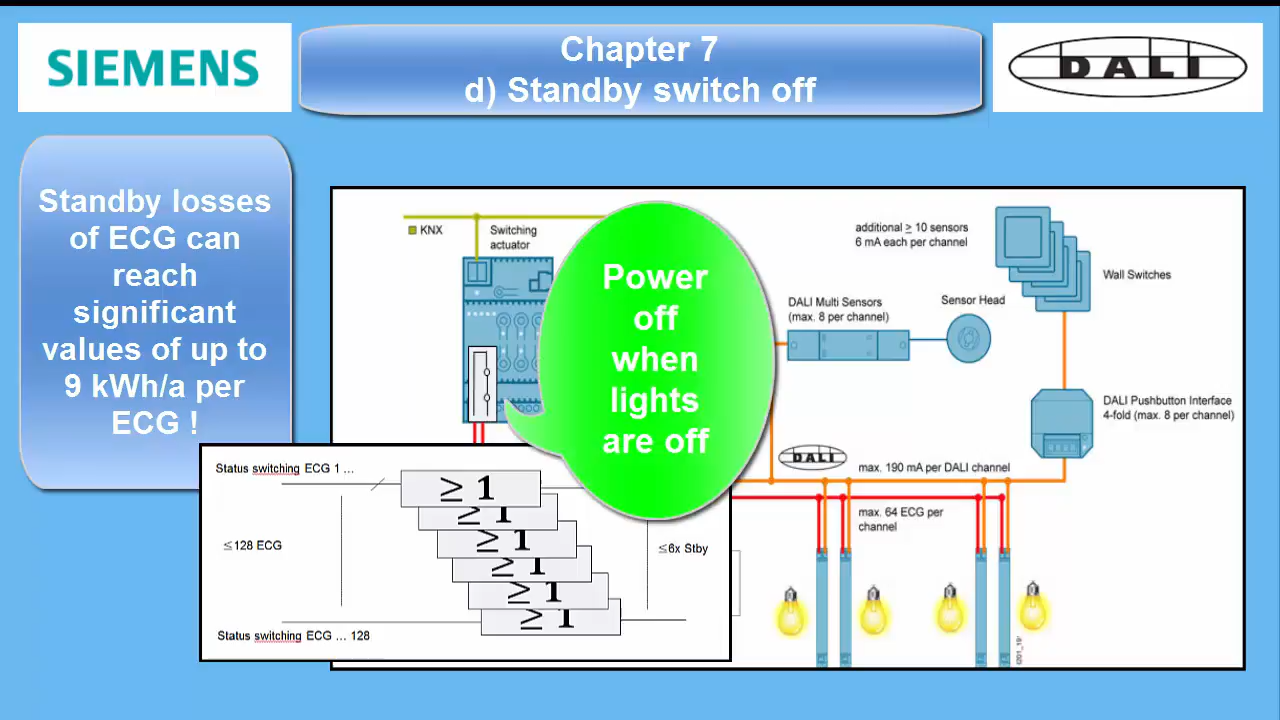 SIEMENS
Chapter 7
d) Standby switch off
DALI
Standby losses
of ECG can
reach
significant
values of up to
9 kWh/a per
ECG !
KNX
Switching
actuator
Power
off
when
lights
are off
additional ≥ 10 sensors
6 mA each per channel
Wall Switches
DALI Multi Sensors
(max. 8 per channel)
Sensor Head
DALI Pushbutton Interface
4-fold (max. 8 per channel)
DALI
max. 190 mA per DALI channel
max. 64 ECG per
channel
Status switching ECG 1 ...
≥ 1
≥ 1
≥ 1
≥ 1
≥ 1
≥ 1
≤128 ECG
≤6x Stby
Status switching ECG ... 128